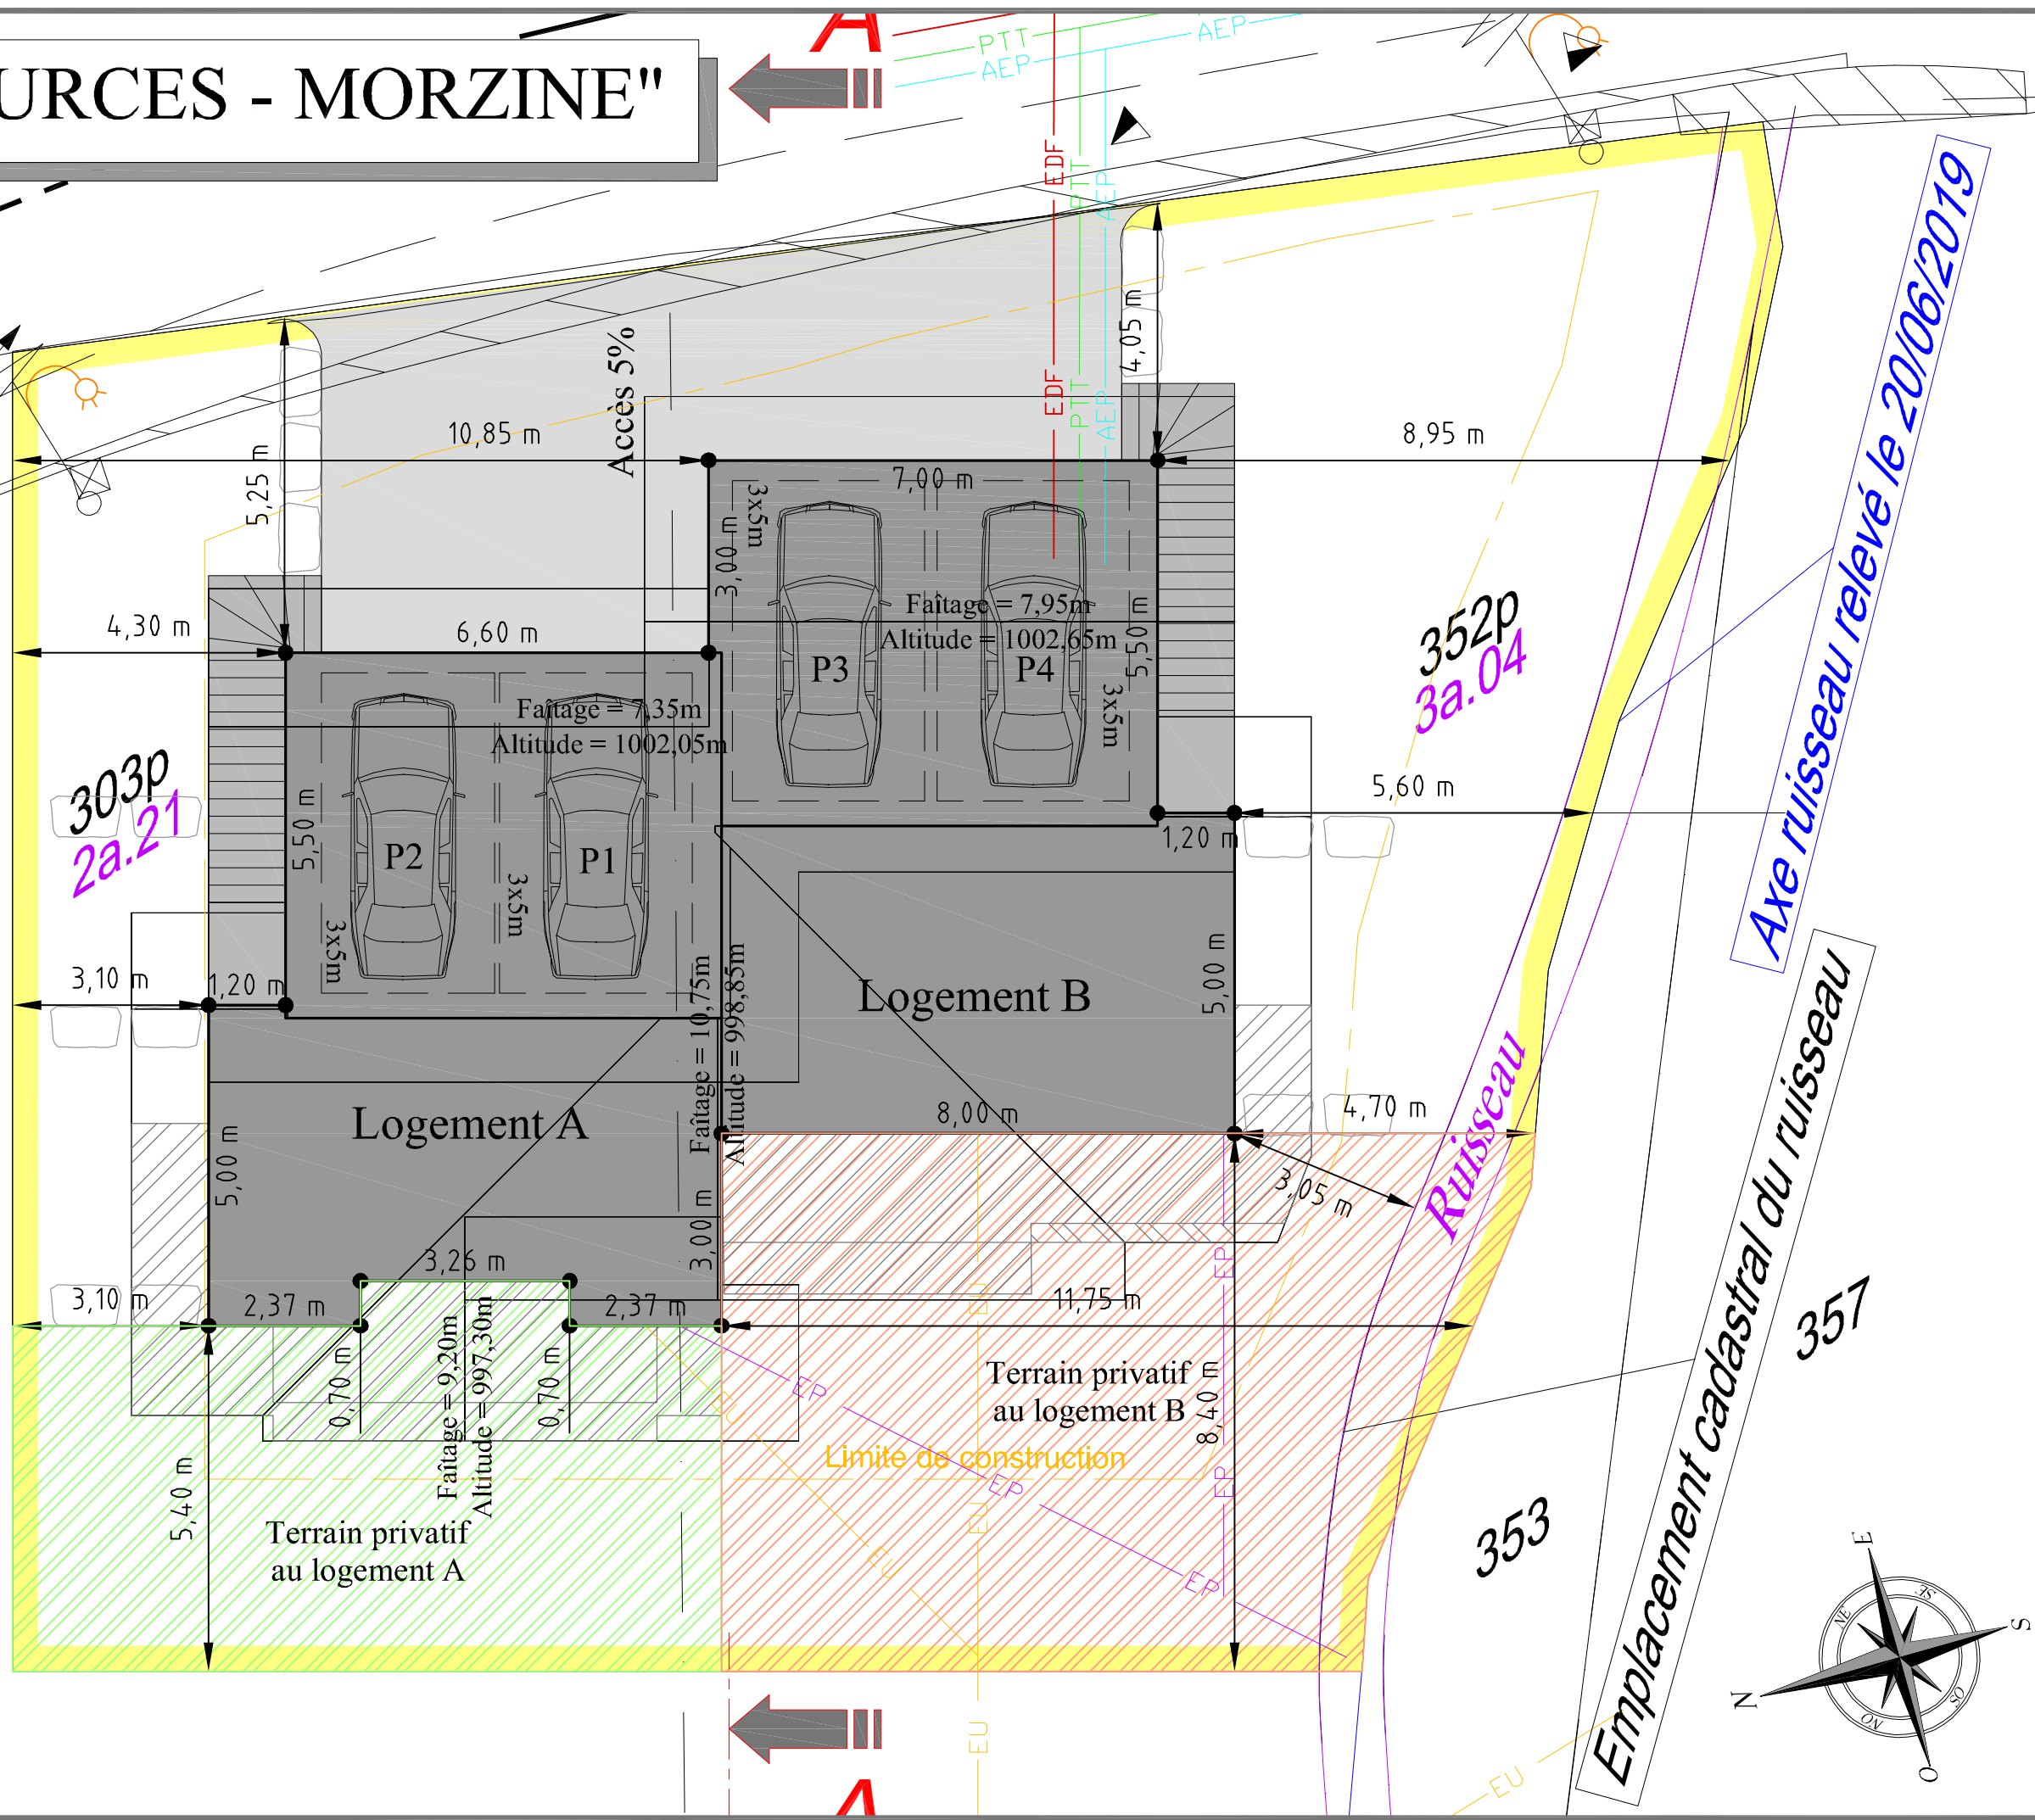 A
URCES - MORZINE"
PTT
AEP
AEP
EDF
PTT
AEP
4,05 m
Accès 5%
EDF
PTT
AEP
10,85 m
5,25 m
8,95 m
7,00 m
3x5m
3,00 m
Faîtage = 7,95m
Altitude = 1002,65m
5,50 m
P3
P4
3x5m
4,30 m
6,60 m
Faîtage = 7,35m
Altitude = 1002,05m
352p
3a.04
303p
2a.21
5,50 m
P2
P1
3x5m
3x5m
5,60 m
1,20 m
Axe ruisseau relevé le 20/06/2019
3,10 m
1,20 m
Faîtage = 10,75m
Altitude = 998,85m
Logement B
5,00 m
Logement A
5,00 m
8,00 m
4,70 m
3,05 m
Ruisseau
3,00 m
3,26 m
EP
EU
3,10 m
2,37 m
2,37 m
11,75 m
0,70 m
Faîtage = 9,20m
Altitude = 997,30m
0,70 m
EP
EU
Terrain privatif
au logement B
8,40 m
Limite de construction
EP
EP
EU
5,40 m
Terrain privatif
au logement A
EU
EP
357
353
Emplacement cadastral du ruisseau
E
SE
S
OS
O
NO
N
NE
EU
EU
A